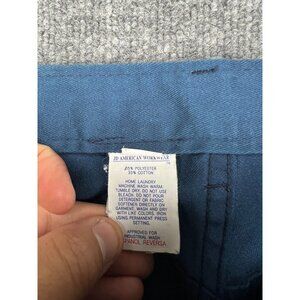 JD AMERICAN WORKWEAR
65% POLYESTER
35% COTTON
HOME LAUNDRY
MACHINE WASH WARM.
TUMBLE DRY. DO NOT USE
BLEACH. DO NOT POUR
DETERGENT OR FABRIC
SOFTENER DIRECTLY ON
GARMENT. WASH AND DRY
WITH LIKE COLORS. IRON
USING PERMANENT PRESS
SETTING.
APPROVED FOR
INDUSTRIAL WASH